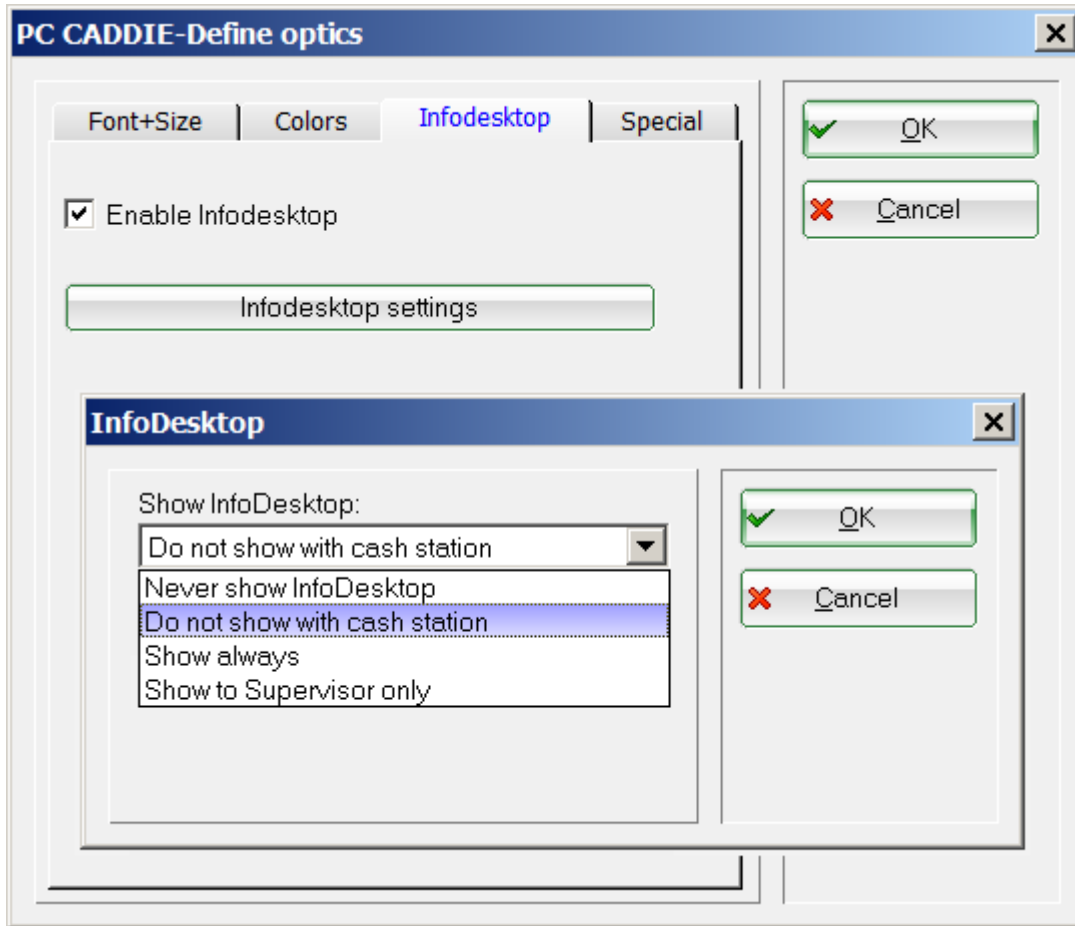 PC CADDIE-Define optics
Font+Size
Colors
Infodesktop
Special
OK
Cancel
Enable Infodesktop
Infodesktop settings
InfoDesktop
Show InfoDesktop:
Do not show with cash station
Never show InfoDesktop
Do not show with cash station
Show always
Show to Supervisor only
OK
Cancel